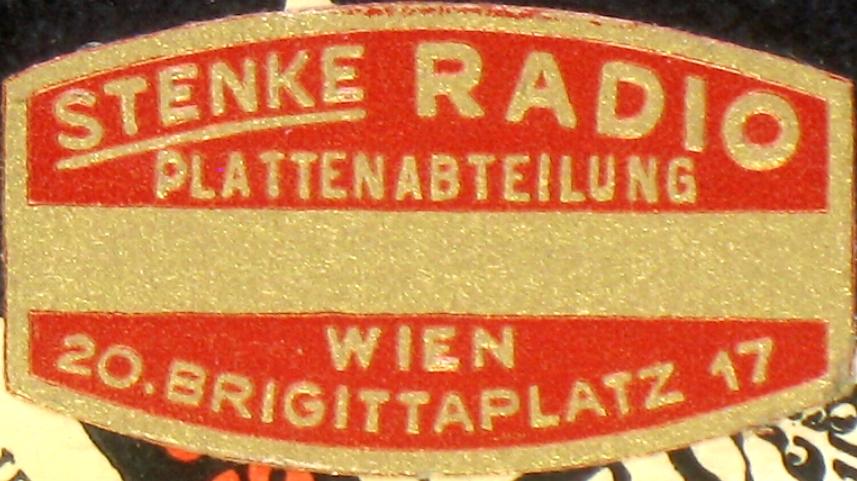 STENKE RADIO
PLATTENABTEILUNG
WIEN
20. BRIGITTAPLATZ 17